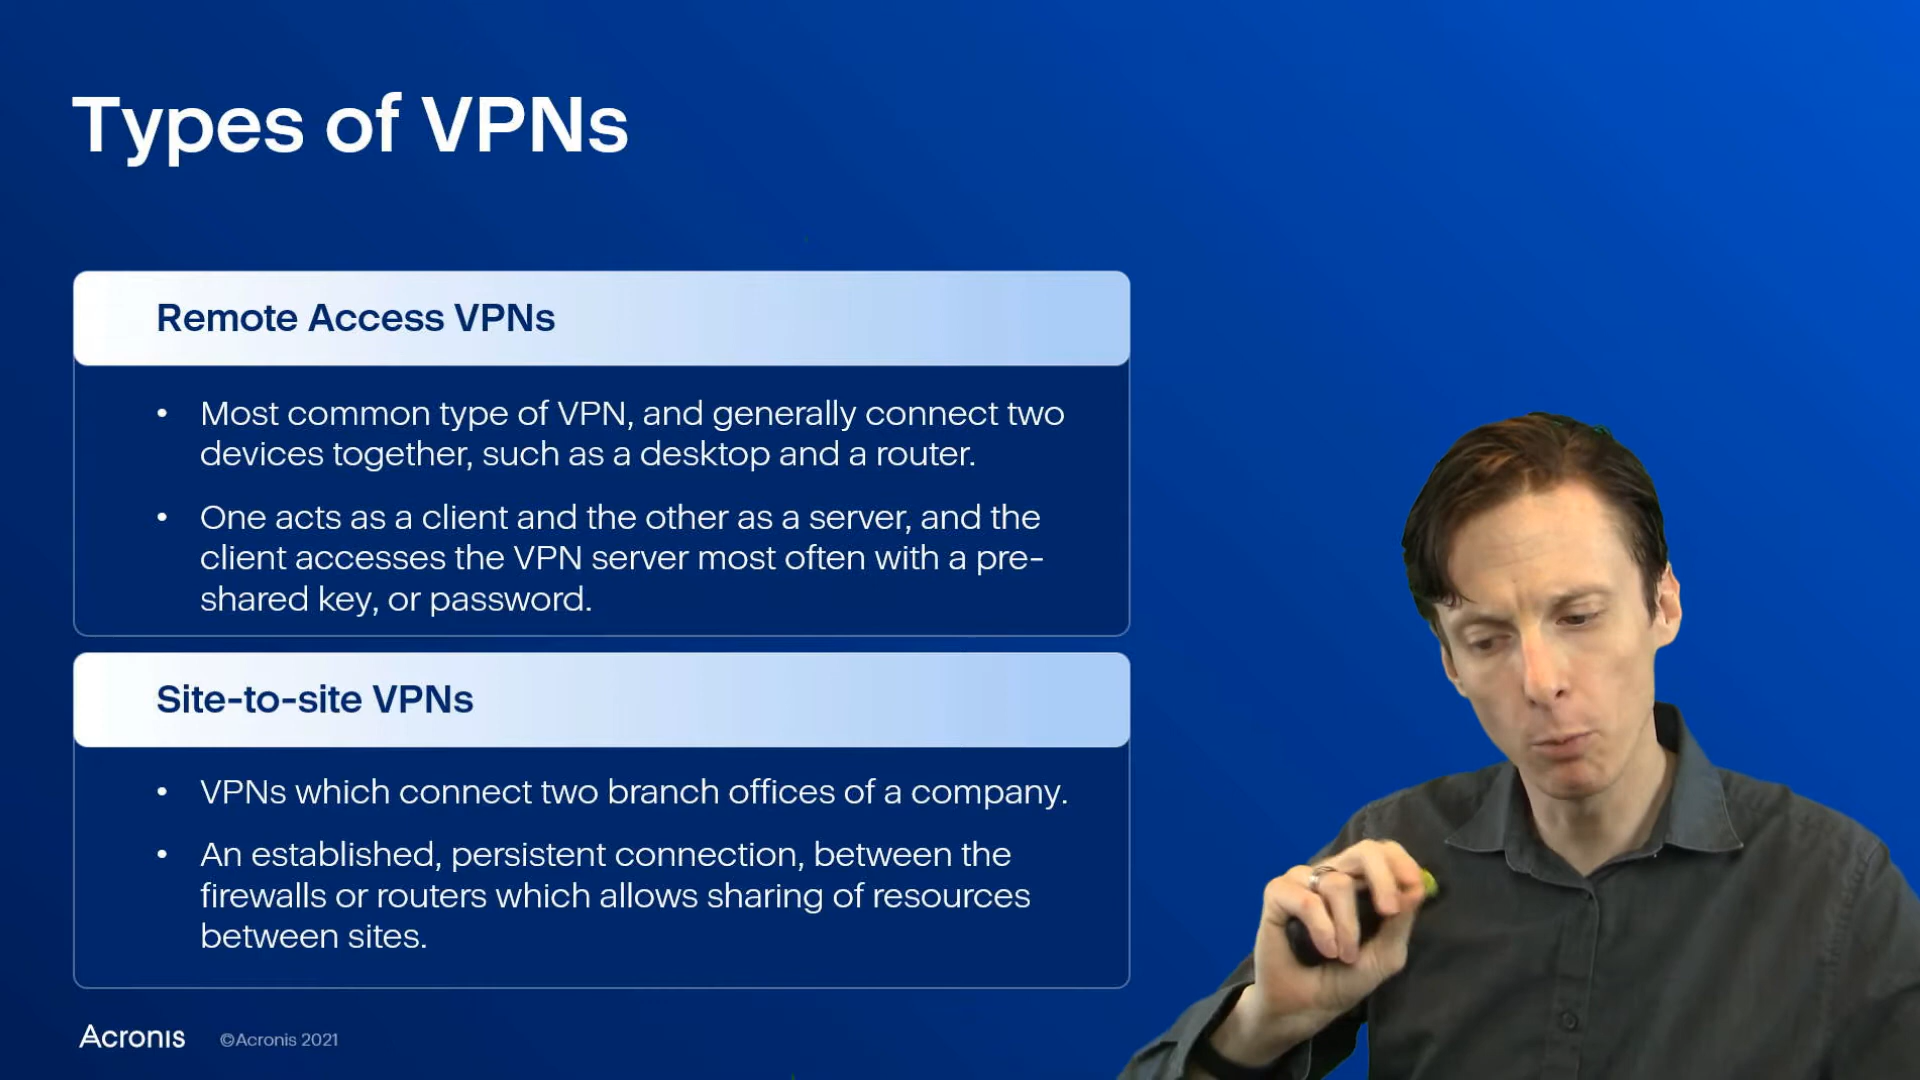 Types of VPNs
Remote Access VPNs
• Most common type of VPN, and generally connect two
devices together, such as a desktop and a router.
• One acts as a client and the other as a server, and the
client accesses the VPN server most often with a pre-
shared key, or password.
Site-to-site VPNs
• VPNs which connect two branch offices of a company.
• An established, persistent connection, between the
firewalls or routers which allows sharing of resources
between sites.
Acronis ©Acronis 2021